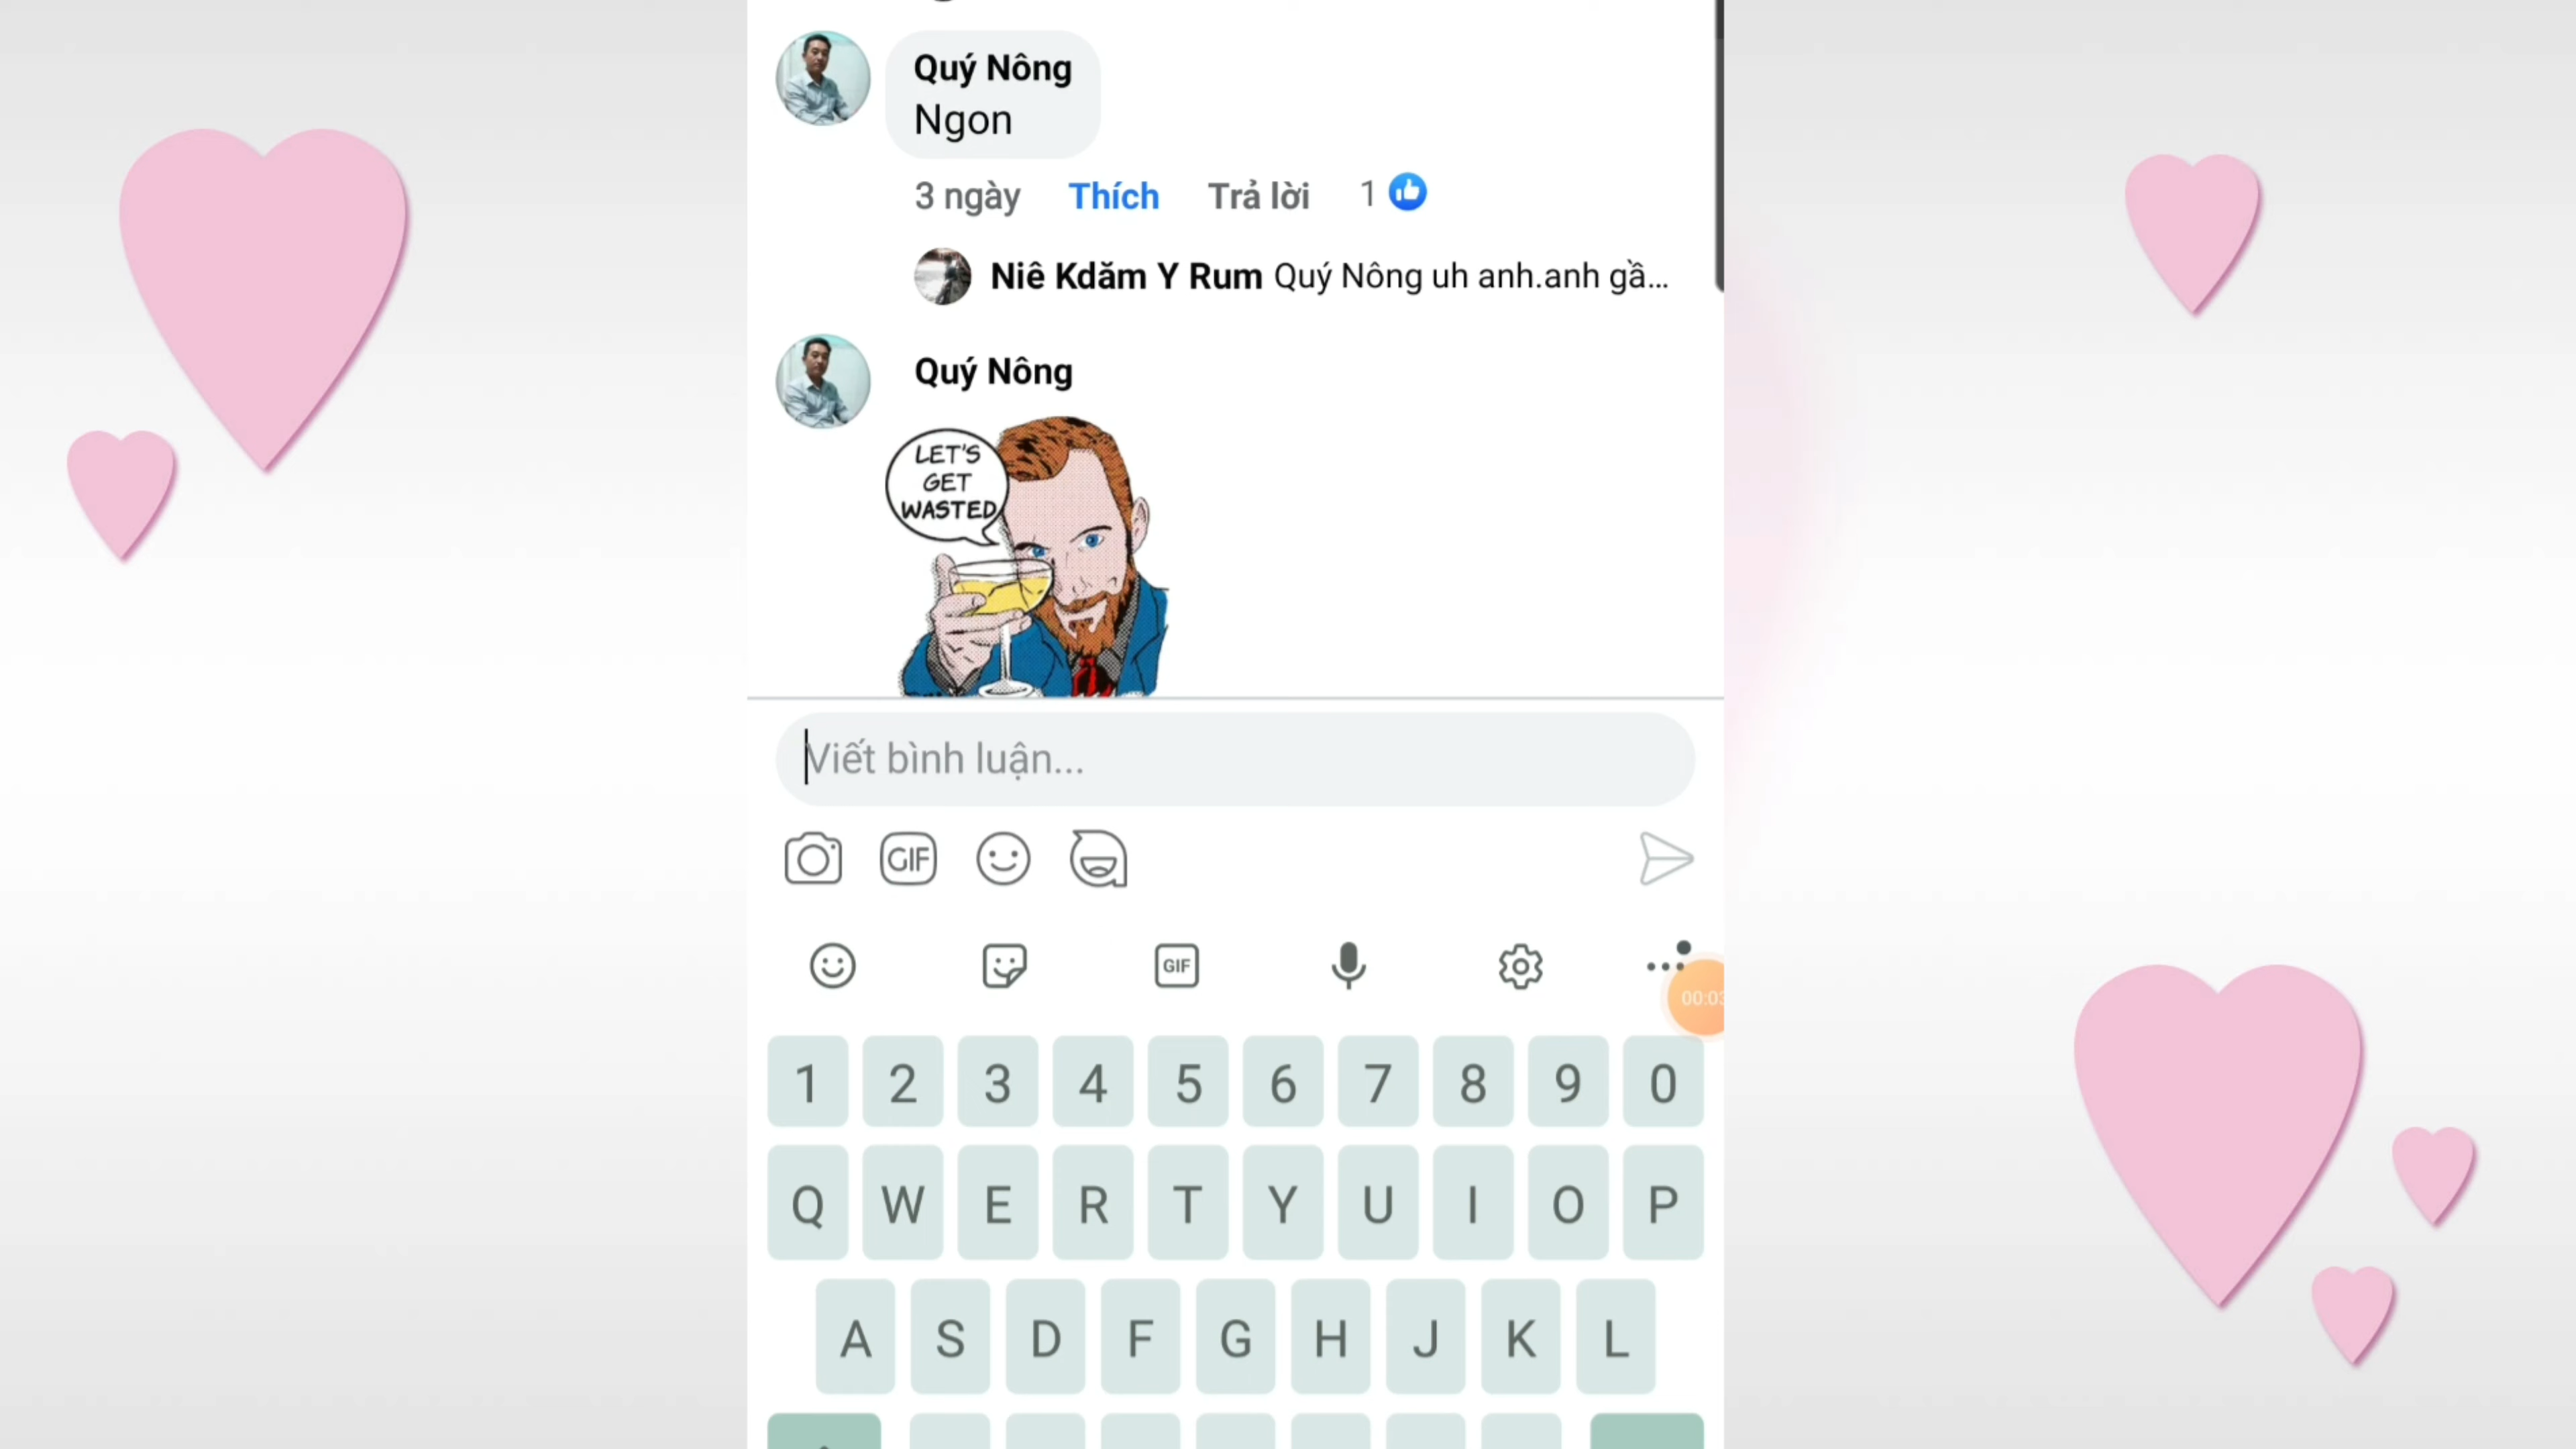 Quý Nông
Ngon
3 ngày Thích Trả lời 1
Niê Kdăm Y Rum Quý Nông uh anh.anh gầ...
Quý Nông
LET'S
GET
WASTED
Viết bình luận...
GIF
GIF
00:03
1 2 3 4 5 6 7 8 9 0
Q W E R T Y U I O P
A S D F G H J K L